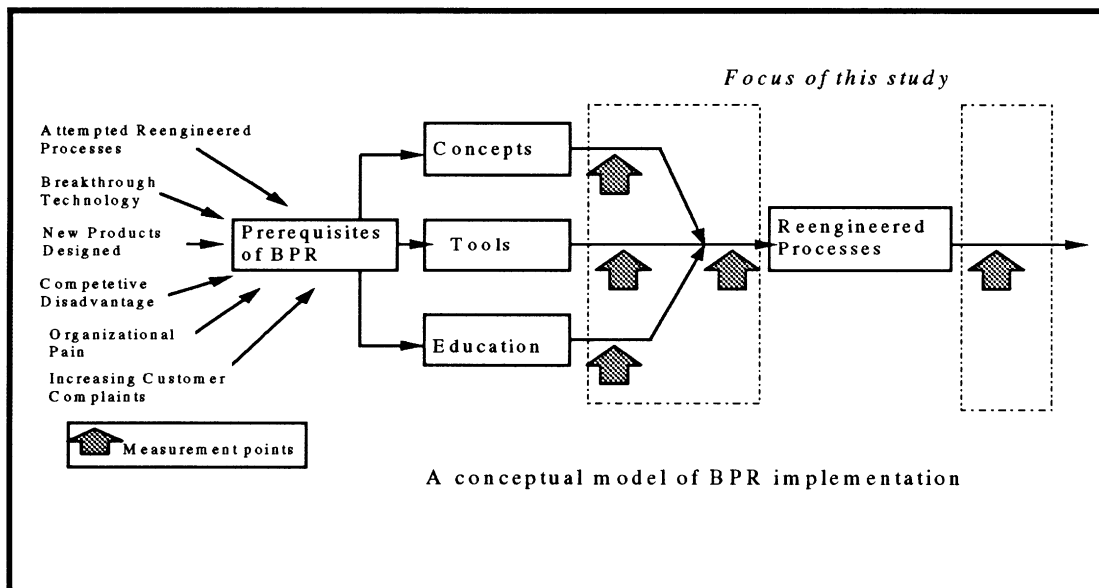 Focus of this study
Attempted Reengineered
Processes
Breakthrough
Technology
New Products
Designed
Competetive
Disadvantage
Organizational
Pain
Increasing Customer
Complaints
Prerequisites
of BPR
Concepts
Tools
Education
Reengineered
Processes
Measurement points
A conceptual model of BPR implementation